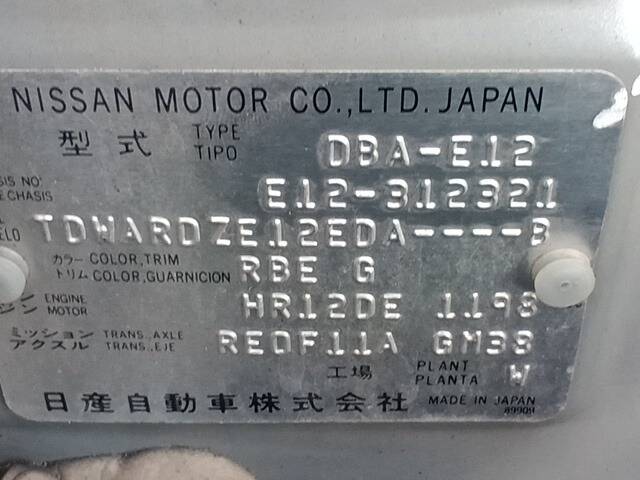 NISSAN MOTOR CO.,LTD. JAPAN
型式 TYPE TIPO DBA-E12
SIS NO E CHASIS E12-312321
ELO TDWARDZE12EDA----B
カラー COLOR,TRIM トリム COLOR,GUARNICION RBE G
ジン ENGINE MOTOR HR12DE 1198
ミッション TRANS., AXLE アクスル TRANS., EJE RE0F11A GM38
工場 PLANT PLANTA W
日産自動車株式会社 MADE IN JAPAN
89909